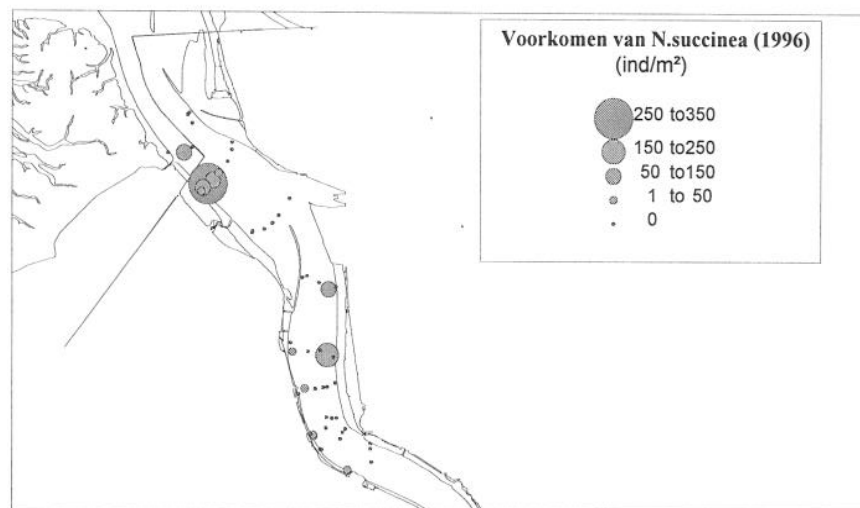 Voorkomen van N.succinea (1996)
(ind/m²)
250 to350
150 to250
50 to150
1 to 50
0